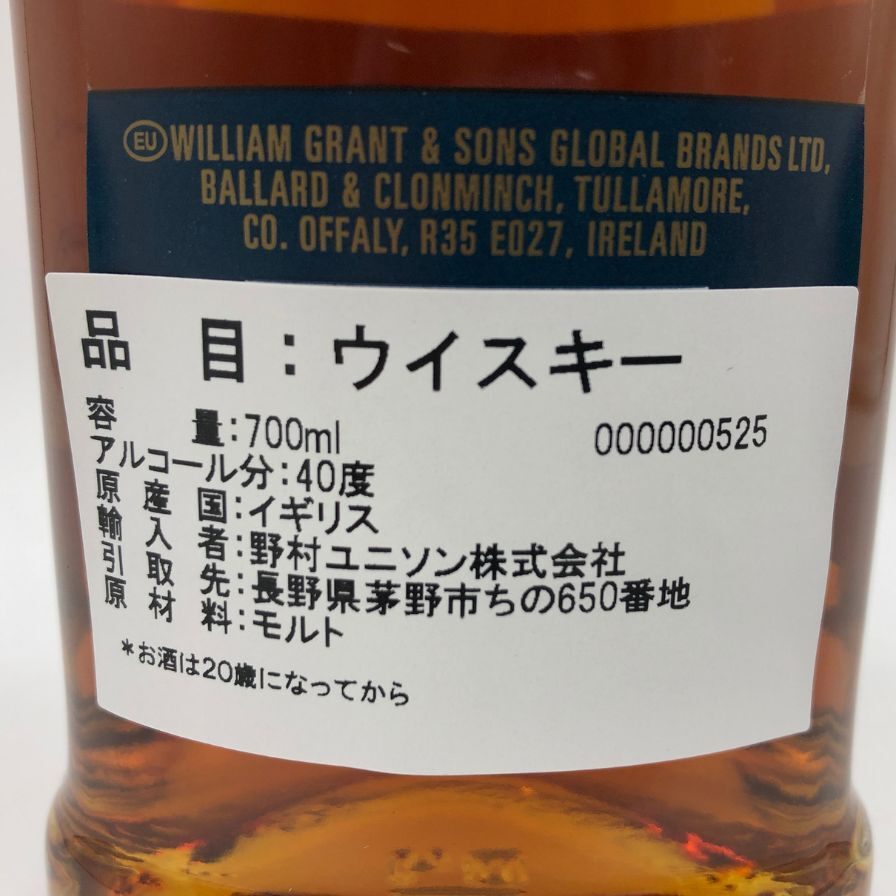 EU WILLIAM GRANT & SONS GLOBAL BRANDS LTD,
BALLARD & CLONMINCH, TULLAMORE,
CO. OFFALY, R35 E027, IRELAND
品 目：ウイスキー
容 量：700ml 000000525
アルコール分：40度
原産国：イギリス
輸入者：野村ユニソン株式会社
引取先：長野県茅野市ちの650番地
原材料：モルト
＊お酒は20歳になってから